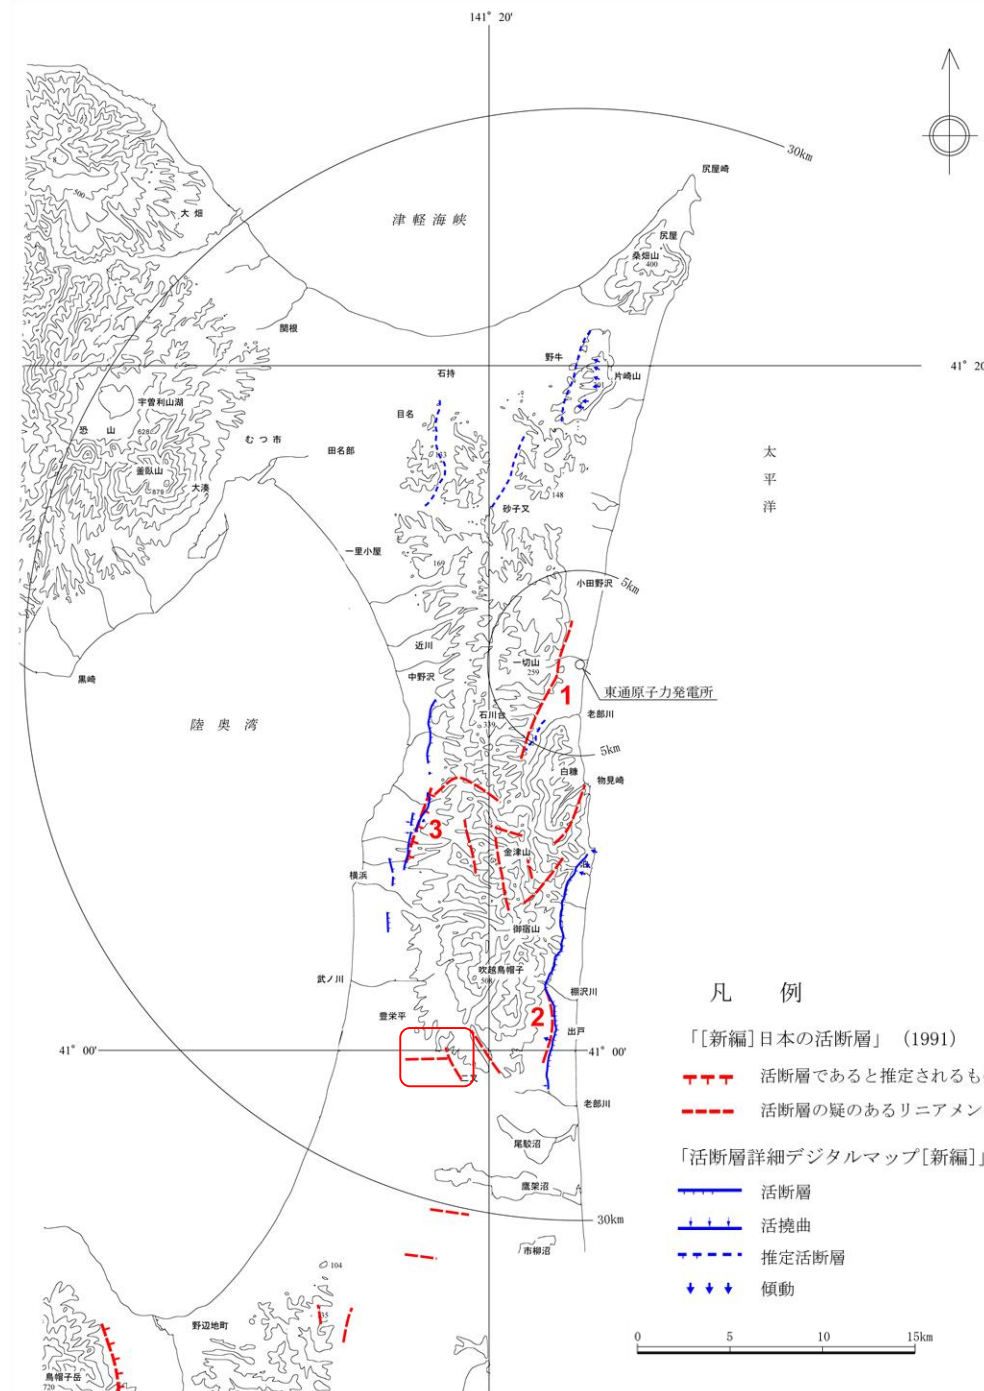 141° 20'
30km
尻屋崎
大畑
津軽海峡
尻屋
桑畑山
400
500
関根
野牛
41° 20
石持
片崎山
宇曽利山湖
目名
恐山
628
むつ市
田名郎
太平洋
釜臥山
879
大湊
148
砂子又
一里小屋
169
小田野沢
5km
近川
一切山
259
中野沢
黒崎
1
東通原子力発電所
陸奥湾
石川台
老部川
5km
白糠
物見崎
3
金津山
泊
横浜
御宿山
吹越烏帽子
508
武ノ川
棚沢川
豊栄平
2
出戸
41° 00'
41° 00'
二又
老部川
尾駮沼
鷹架沼
30km
市柳沼
104
野辺地町
烏帽子岳
720
凡例
「[新編]日本の活断層」 (1991)
活断層であると推定されるも
活断層の疑のあるリニアメン
「活断層詳細デジタルマップ[新編]」
活断層
活撓曲
推定活断層
傾動
0 5 10 15km